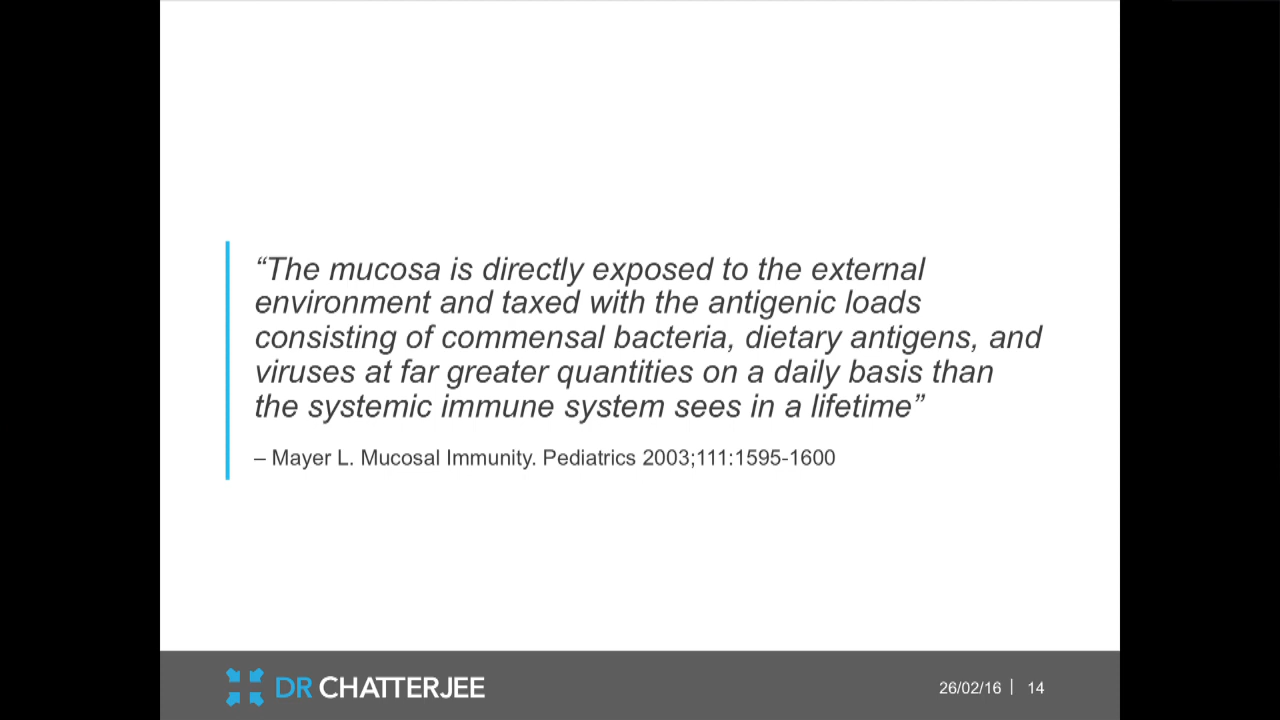 “The mucosa is directly exposed to the external
environment and taxed with the antigenic loads
consisting of commensal bacteria, dietary antigens, and
viruses at far greater quantities on a daily basis than
the systemic immune system sees in a lifetime”
– Mayer L. Mucosal Immunity. Pediatrics 2003;111:1595-1600
DR CHATTERJEE
26/02/16 | 14